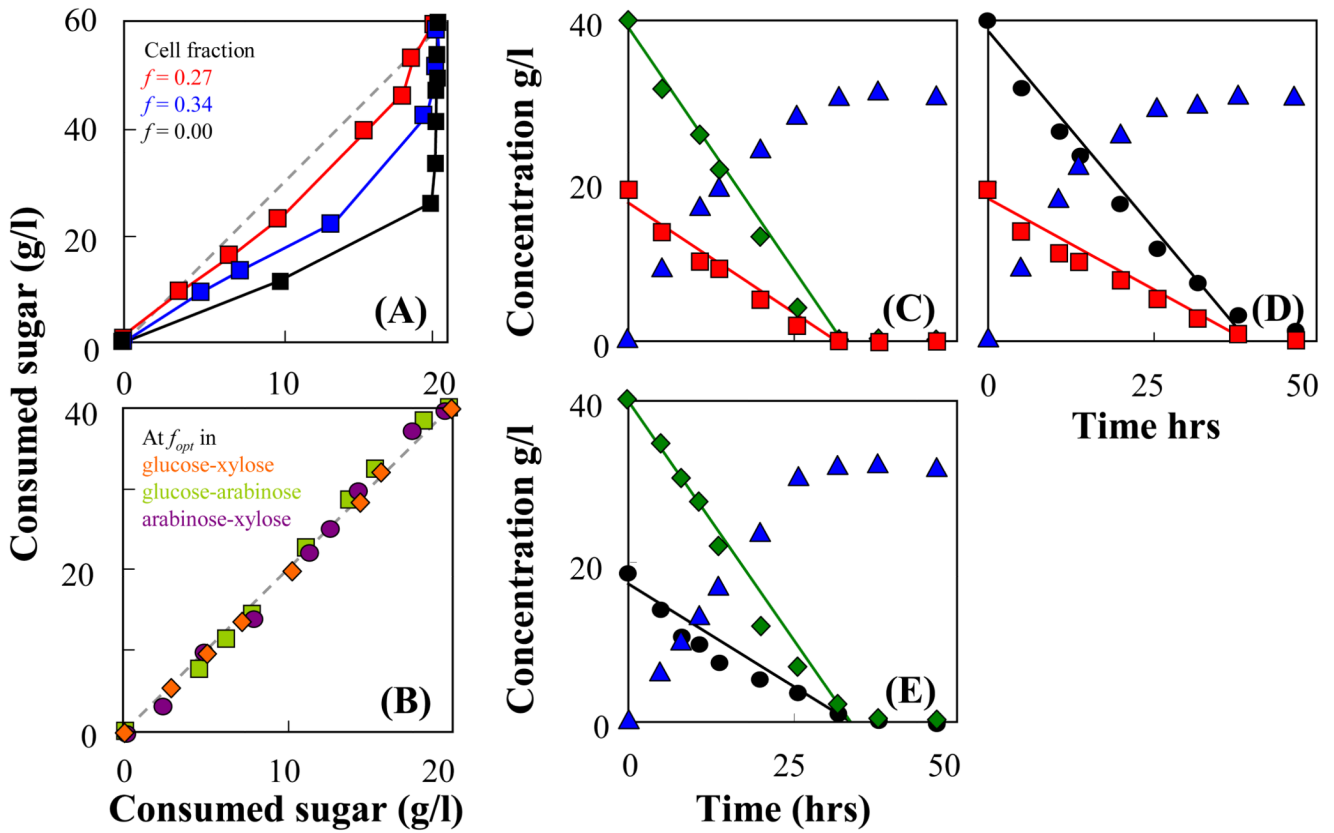 60
40
20
0
Consumed sugar (g/l)
Cell fraction
f = 0.27
f = 0.34
f = 0.00
(A)
0
10
20
40
20
0
At fopt in
glucose-xylose
glucose-arabinose
arabinose-xylose
(B)
0
10
20
Consumed sugar (g/l)
40
20
0
Concentration g/l
(C)
(D)
0
25
50
Time hrs
40
20
0
Concentration g/l
(E)
0
25
50
Time (hrs)